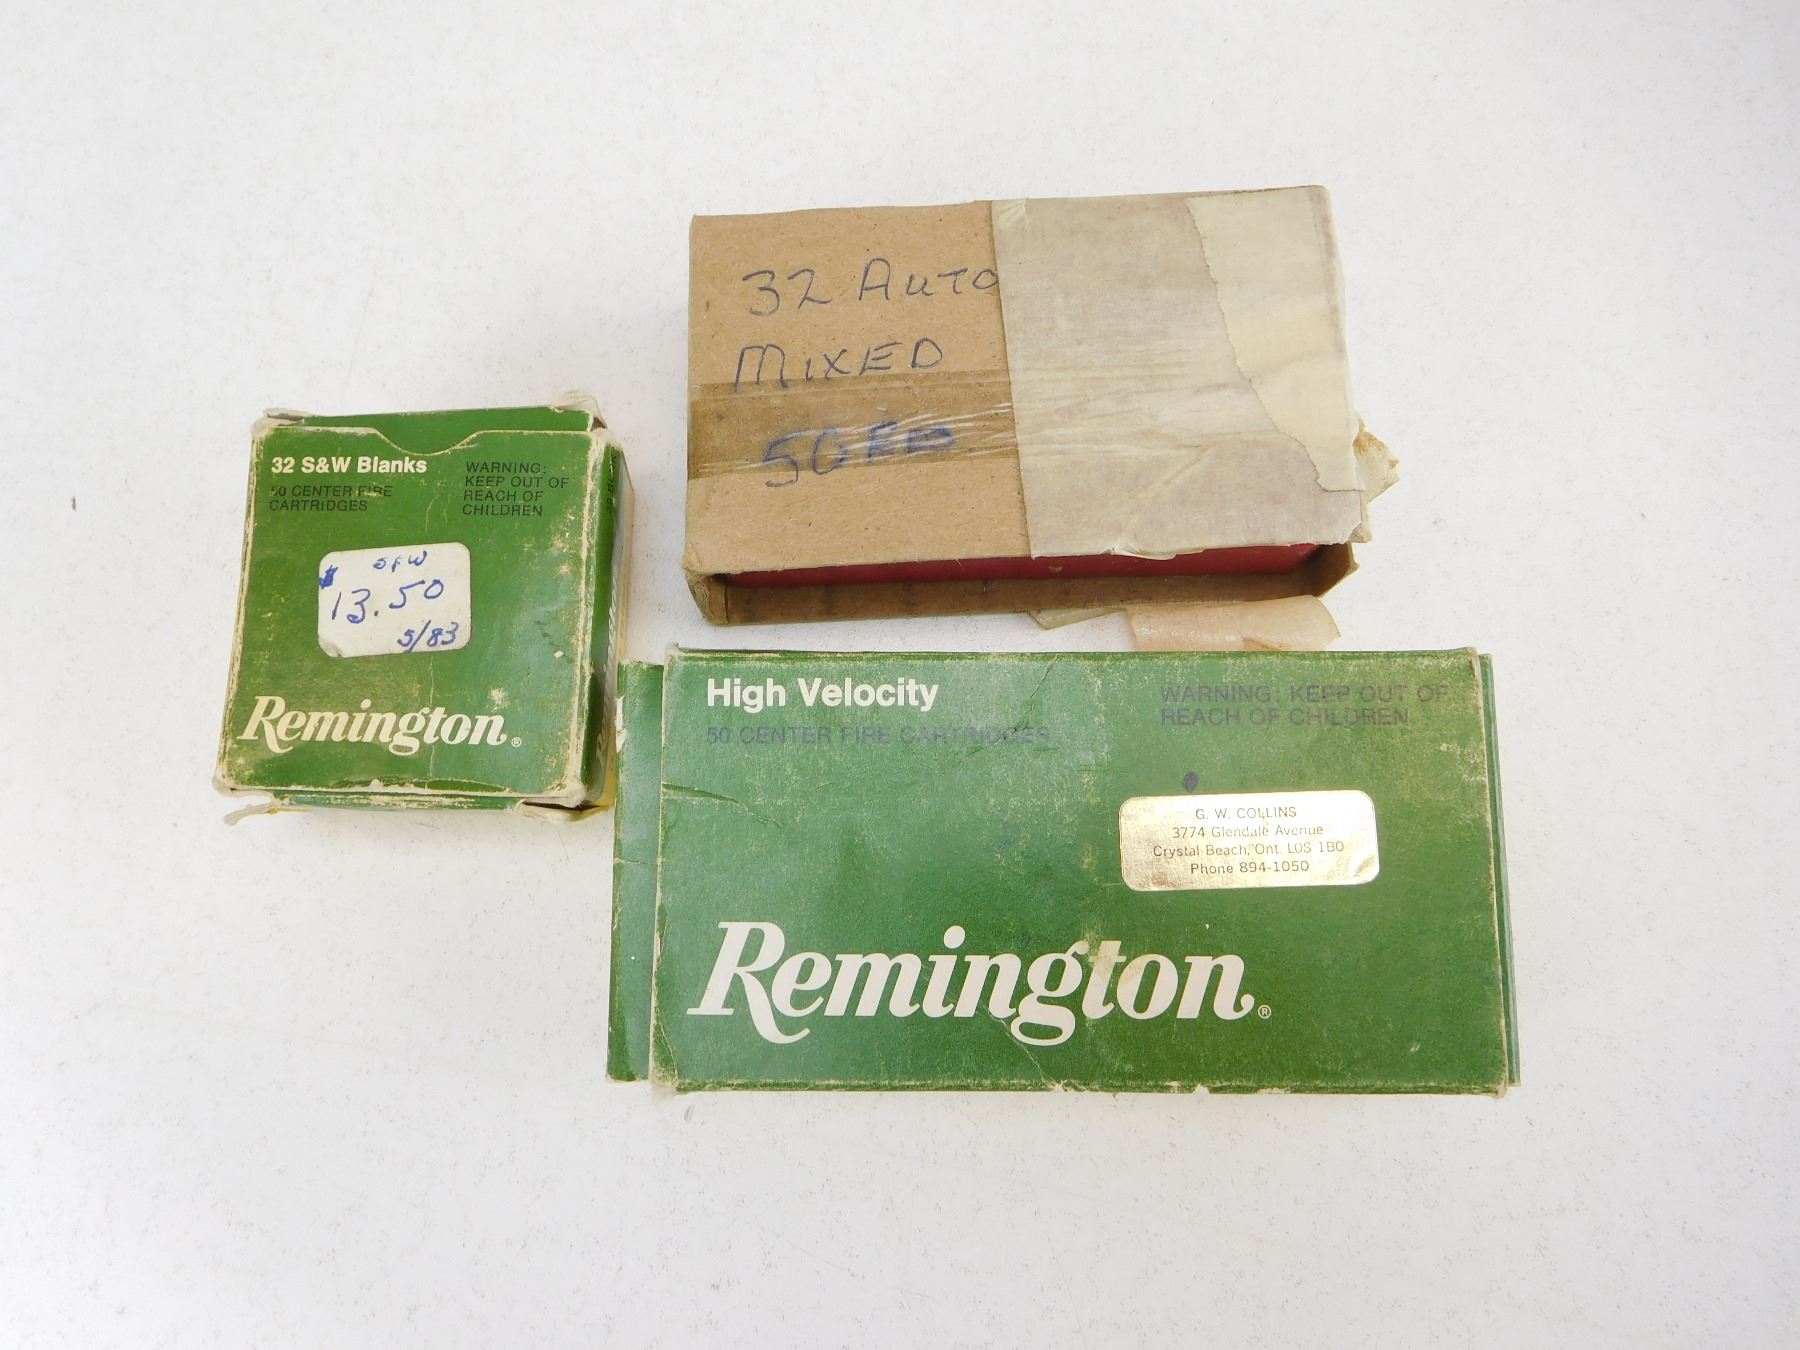 32 Auto
MIXED
50
32 S&W Blanks
50 CENTER FIRE
CARTRIDGES
WARNING:
KEEP OUT OF
REACH OF
CHILDREN
$
13.50
5/83
Remington®
High Velocity
50 CENTER FIRE CARTRIDGES
WARNING: KEEP OUT OF
REACH OF CHILDREN
G. W. COLLINS
3774 Glendale Avenue
Crystal Beach, Ont. L0S 1B0
Phone 894-1050
Remington®